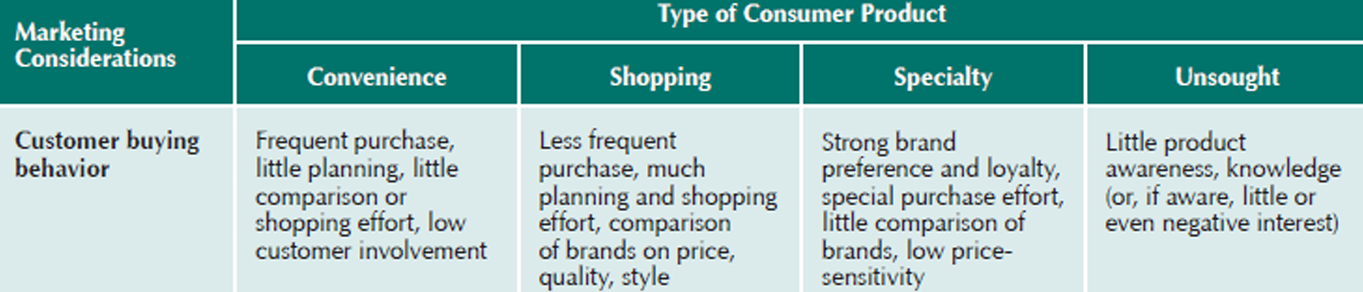 Type of Consumer Product
Marketing
Considerations
Convenience
Shopping
Specialty
Unsought
Customer buying
behavior
Frequent purchase,
little planning, little
comparison or
shopping effort, low
customer involvement
Less frequent
purchase, much
planning and shopping
effort, comparison
of brands on price,
quality, style
Strong brand
preference and loyalty,
special purchase effort,
little comparison of
brands, low price-
sensitivity
Little product
awareness, knowledge
(or, if aware, little or
even negative interest)